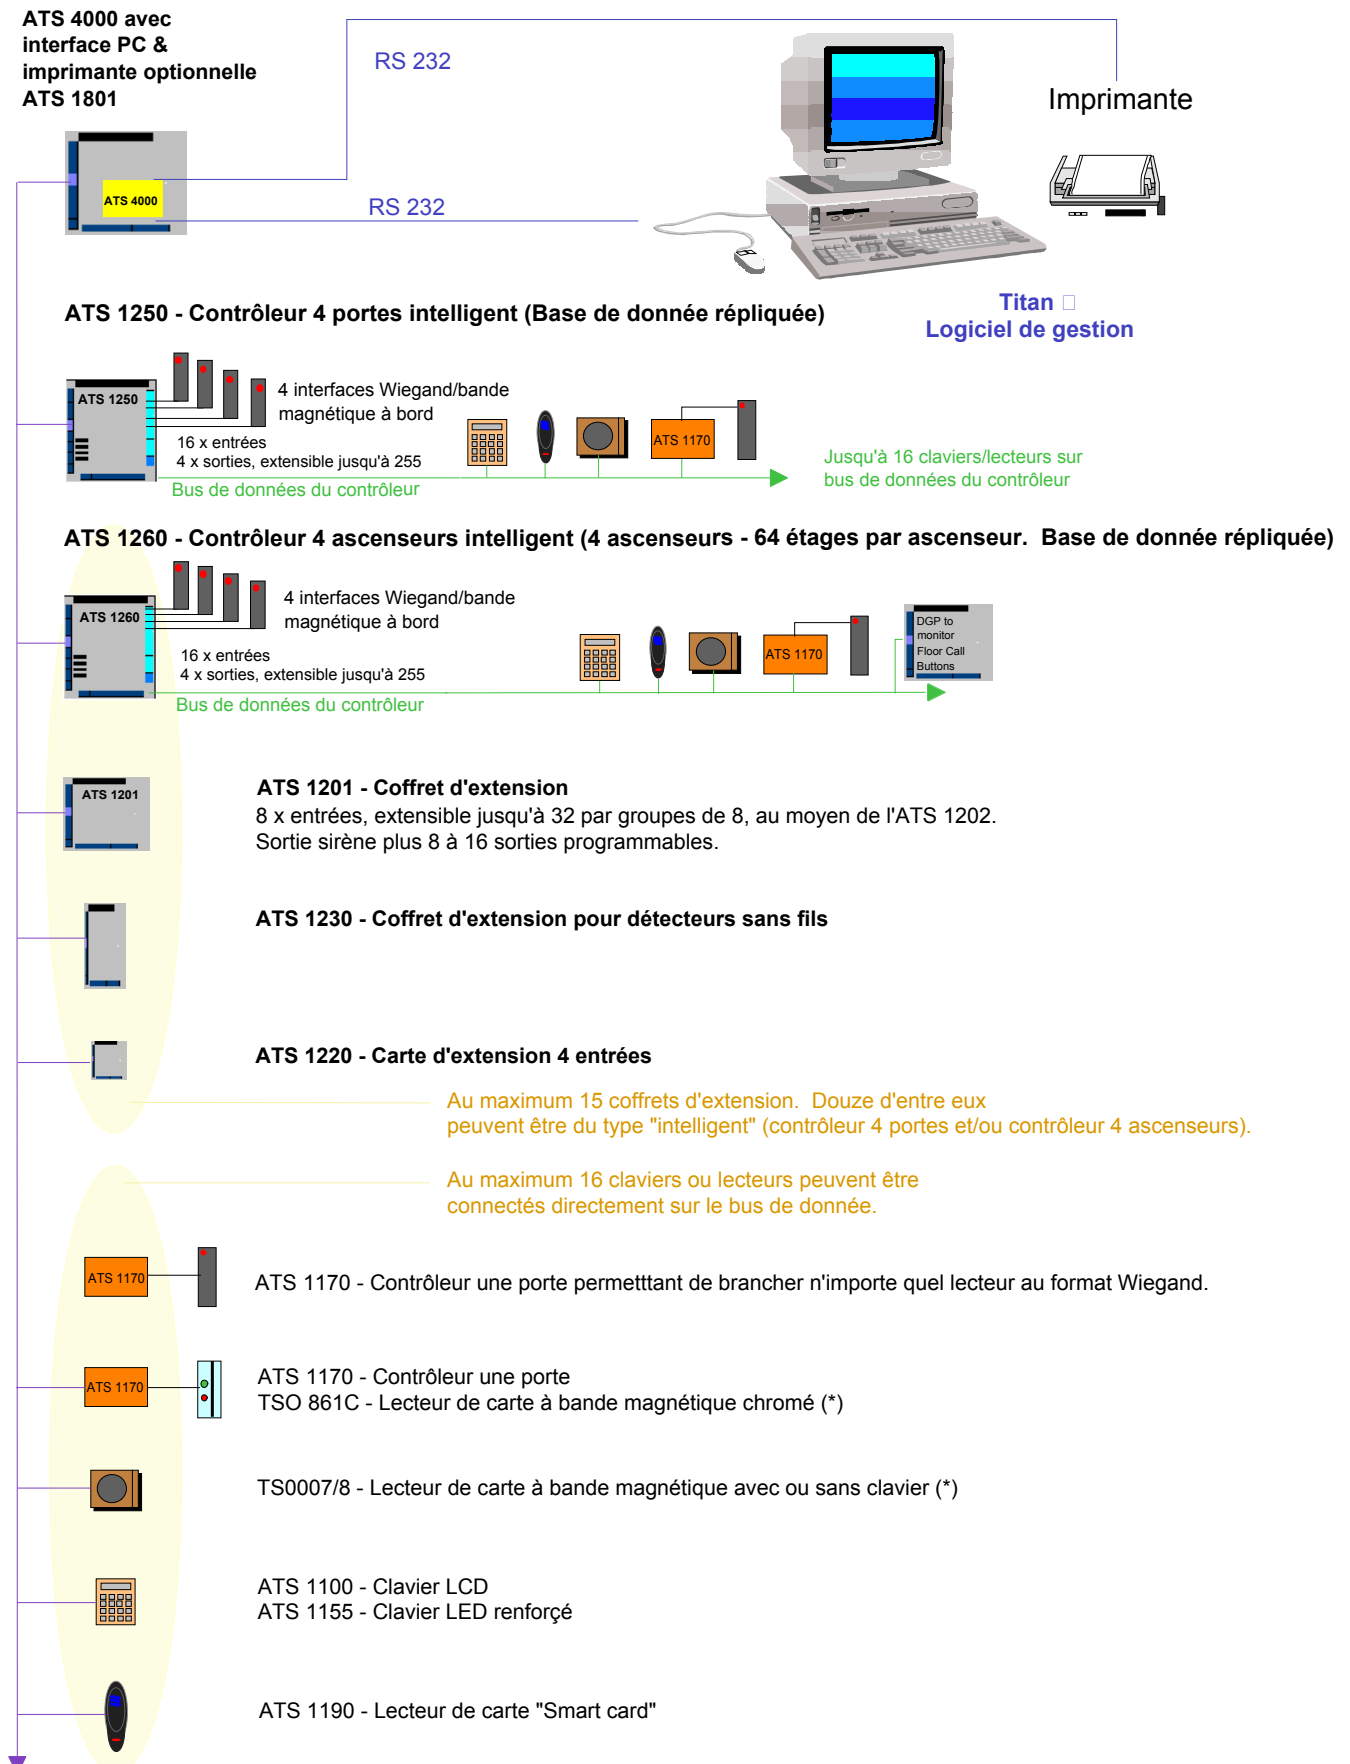 ATS 4000 avec
interface PC &
imprimante optionnelle
ATS 1801
RS 232
Imprimante
ATS 4000
RS 232
Titan □
Logiciel de gestion
ATS 1250 - Contrôleur 4 portes intelligent (Base de donnée répliquée)
ATS 1250
4 interfaces Wiegand/bande
magnétique à bord
16 x entrées
4 x sorties, extensible jusqu'à 255
Bus de données du contrôleur
ATS 1170
Jusqu'à 16 claviers/lecteurs sur
bus de données du contrôleur
ATS 1260 - Contrôleur 4 ascenseurs intelligent (4 ascenseurs - 64 étages par ascenseur.  Base de donnée répliquée)
ATS 1260
4 interfaces Wiegand/bande
magnétique à bord
16 x entrées
4 x sorties, extensible jusqu'à 255
Bus de données du contrôleur
ATS 1170
DGP to
monitor
Floor Call
Buttons
ATS 1201
ATS 1201 - Coffret d'extension
8 x entrées, extensible jusqu'à 32 par groupes de 8, au moyen de l'ATS 1202.
Sortie sirène plus 8 à 16 sorties programmables.
ATS 1230 - Coffret d'extension pour détecteurs sans fils
ATS 1220 - Carte d'extension 4 entrées
Au maximum 15 coffrets d'extension.  Douze d'entre eux
peuvent être du type "intelligent" (contrôleur 4 portes et/ou contrôleur 4 ascenseurs).
Au maximum 16 claviers ou lecteurs peuvent être
connectés directement sur le bus de donnée.
ATS 1170
ATS 1170 - Contrôleur une porte permetttant de brancher n'importe quel lecteur au format Wiegand.
ATS 1170
ATS 1170 - Contrôleur une porte
TSO 861C - Lecteur de carte à bande magnétique chromé (*)
TS0007/8 - Lecteur de carte à bande magnétique avec ou sans clavier (*)
ATS 1100 - Clavier LCD
ATS 1155 - Clavier LED renforçé
ATS 1190 - Lecteur de carte "Smart card"